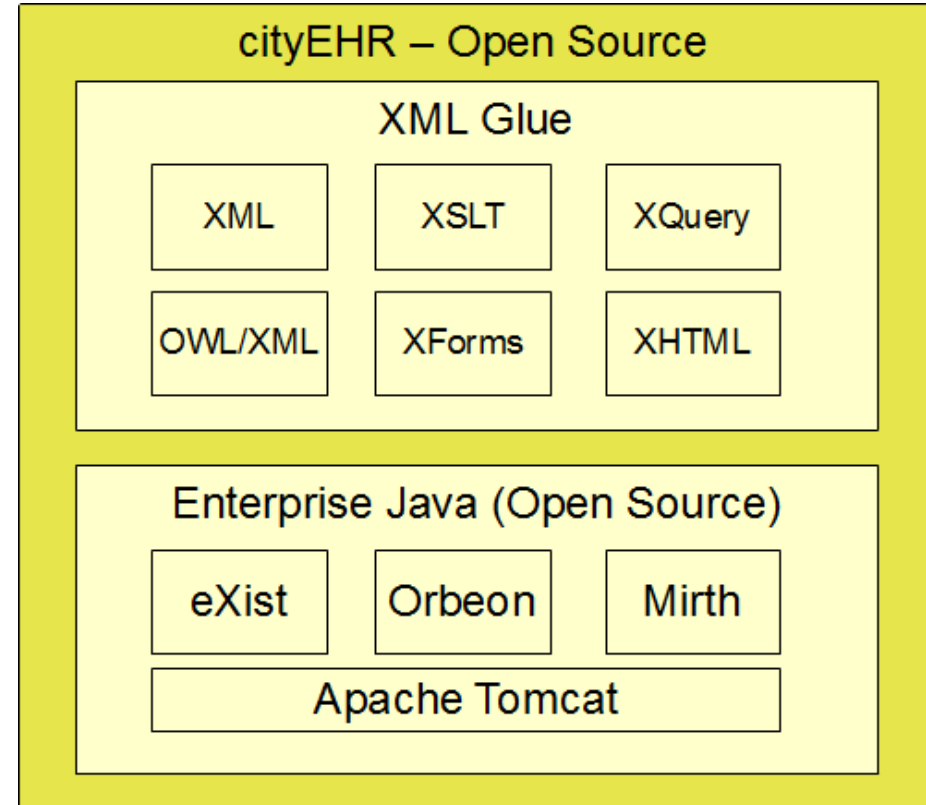 cityEHR – Open Source
XML Glue
XML XSLT XQuery
OWL/XML XForms XHTML
Enterprise Java (Open Source)
eXist Orbeon Mirth
Apache Tomcat